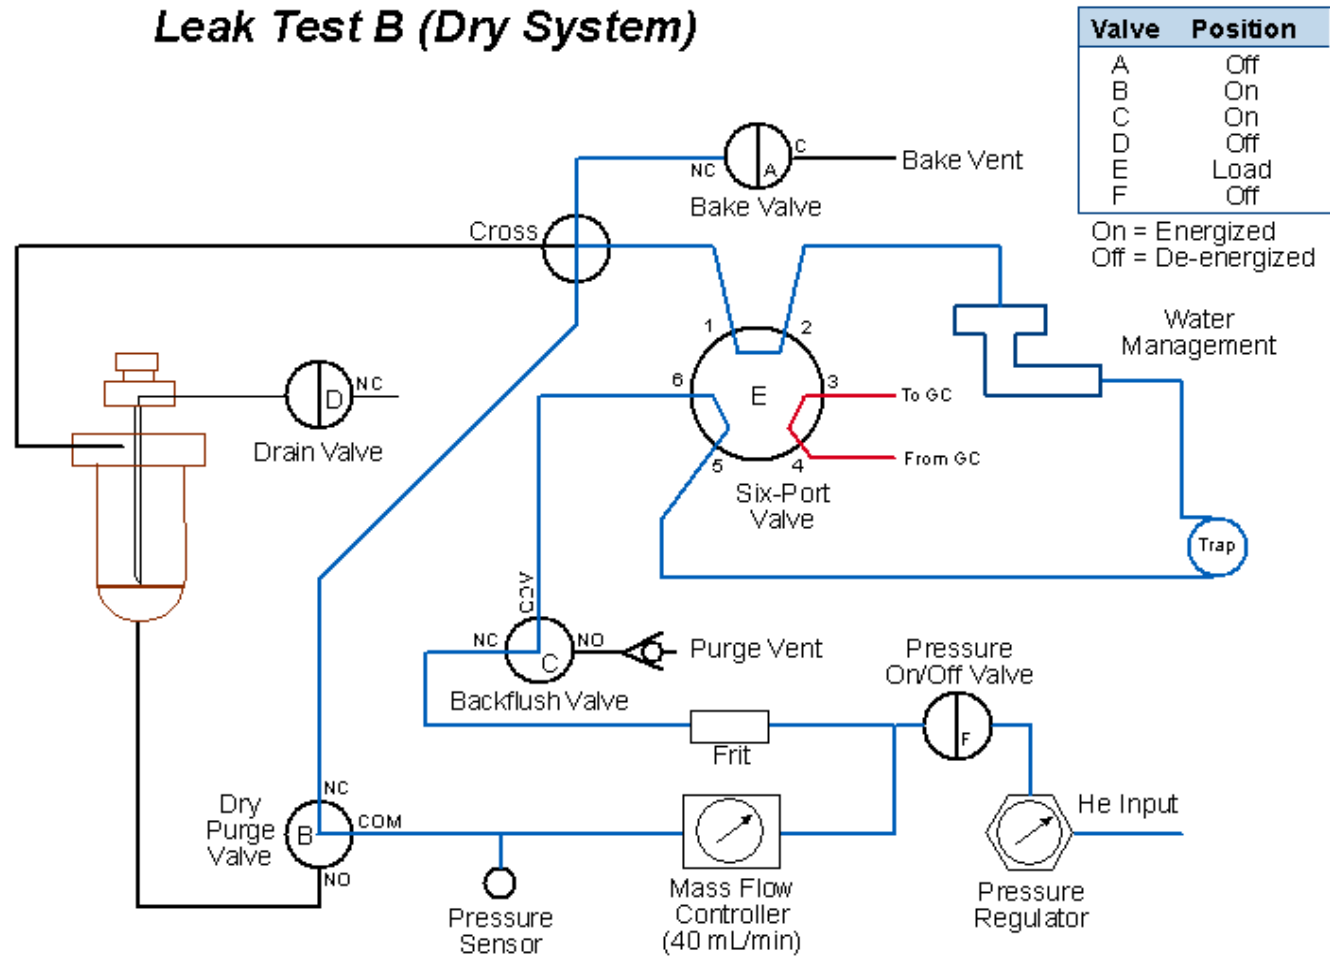 Leak Test B (Dry System)
Valve Position
A Off
B On
C On
D Off
E Load
F Off
On = Energized
Off = De-energized
C
NC
A
Bake Vent
Bake Valve
Cross
Water
Management
1
2
6
E
3
To GC
5
4
From GC
Six-Port
Valve
D
NC
Drain Valve
Trap
COM
NC
NO
C
Purge Vent
Backflush Valve
Pressure
On/Off Valve
F
Frit
NC
Dry
Purge
Valve
B
COM
NO
He Input
Pressure
Sensor
Mass Flow
Controller
(40 mL/min)
Pressure
Regulator